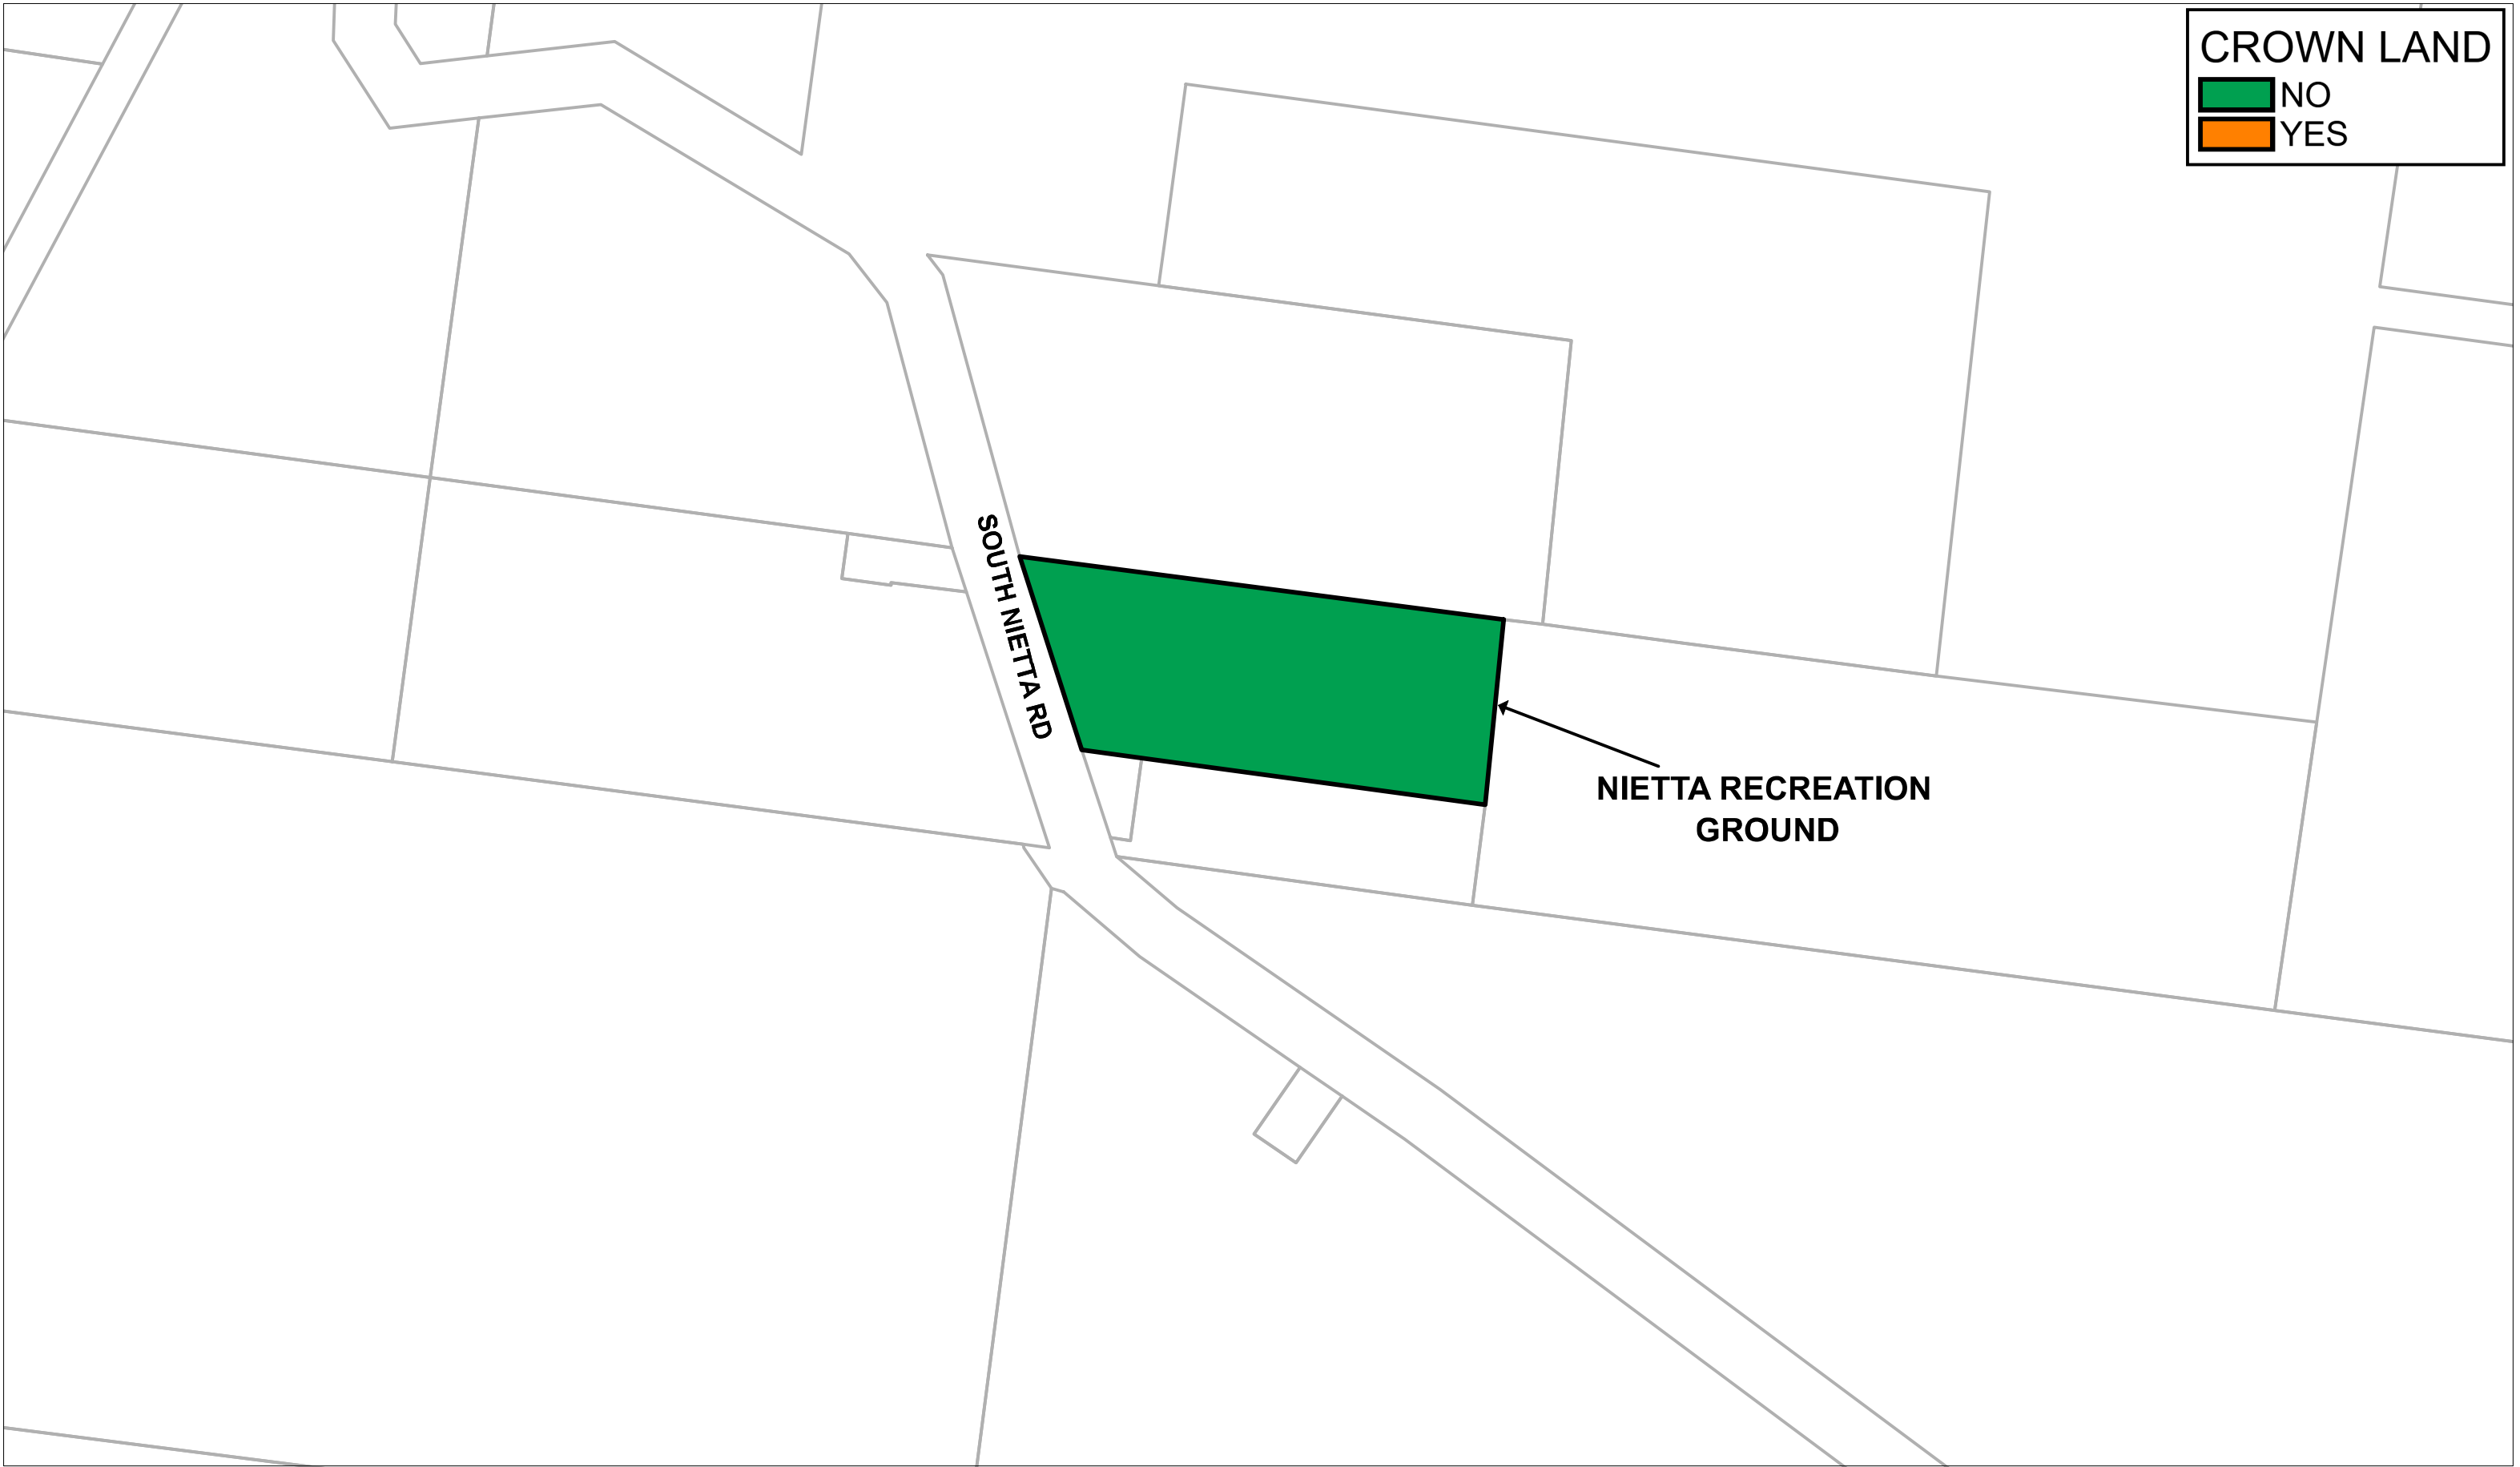 CROWN LAND
NO
YES
SOUTH NIETTA RD
NIETTA RECREATION
GROUND